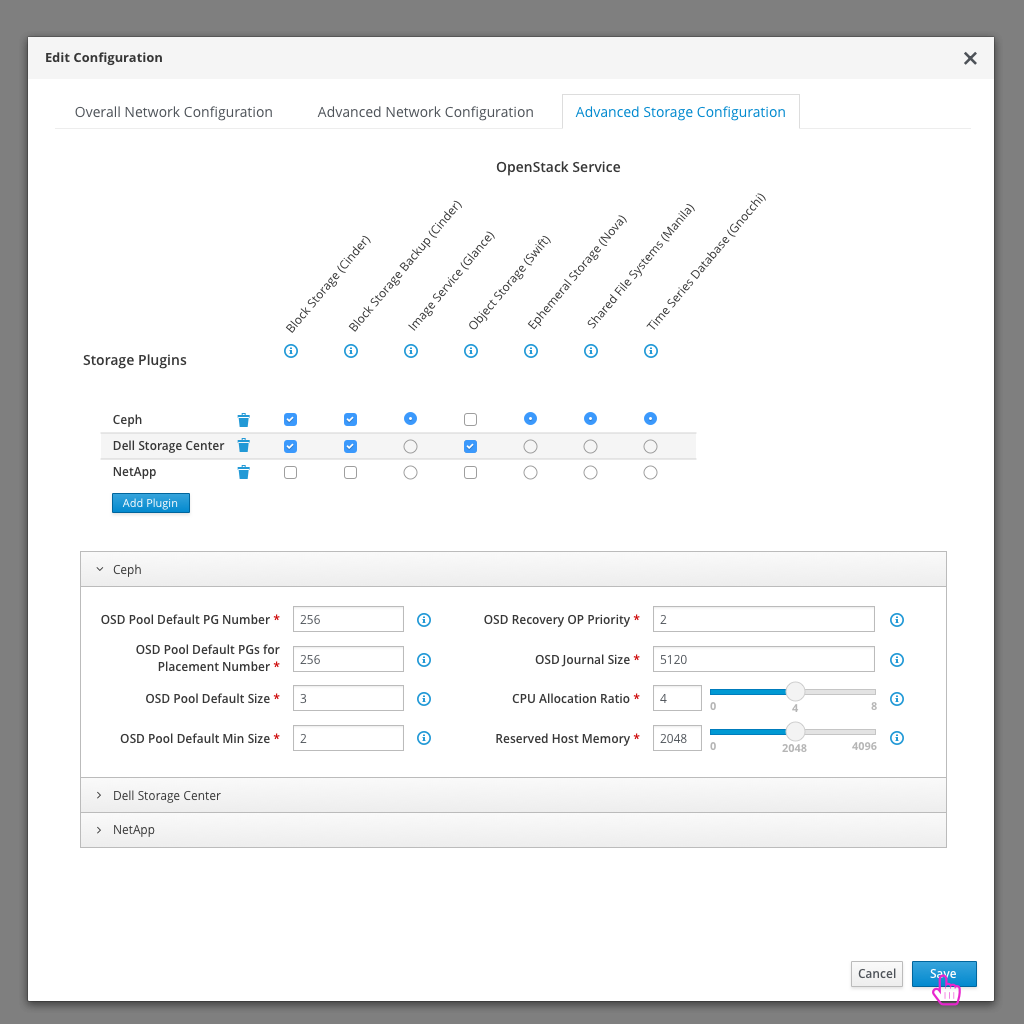 Edit Configuration
Overall Network Configuration
Advanced Network Configuration
Advanced Storage Configuration
OpenStack Service
Block Storage (Cinder)
Block Storage Backup (Cinder)
Image Service (Glance)
Object Storage (Swift)
Ephemeral Storage (Nova)
Shared File Systems (Manila)
Time Series Database (Gnocchi)
Storage Plugins
Ceph
Dell Storage Center
NetApp
Add Plugin
Ceph
OSD Pool Default PG Number * 256
OSD Recovery OP Priority * 2
OSD Pool Default PGs for
Placement Number * 256
OSD Journal Size * 5120
OSD Pool Default Size * 3
CPU Allocation Ratio * 4
0 4 8
OSD Pool Default Min Size * 2
Reserved Host Memory * 2048
0 2048 4096
Dell Storage Center
NetApp
Cancel
Save